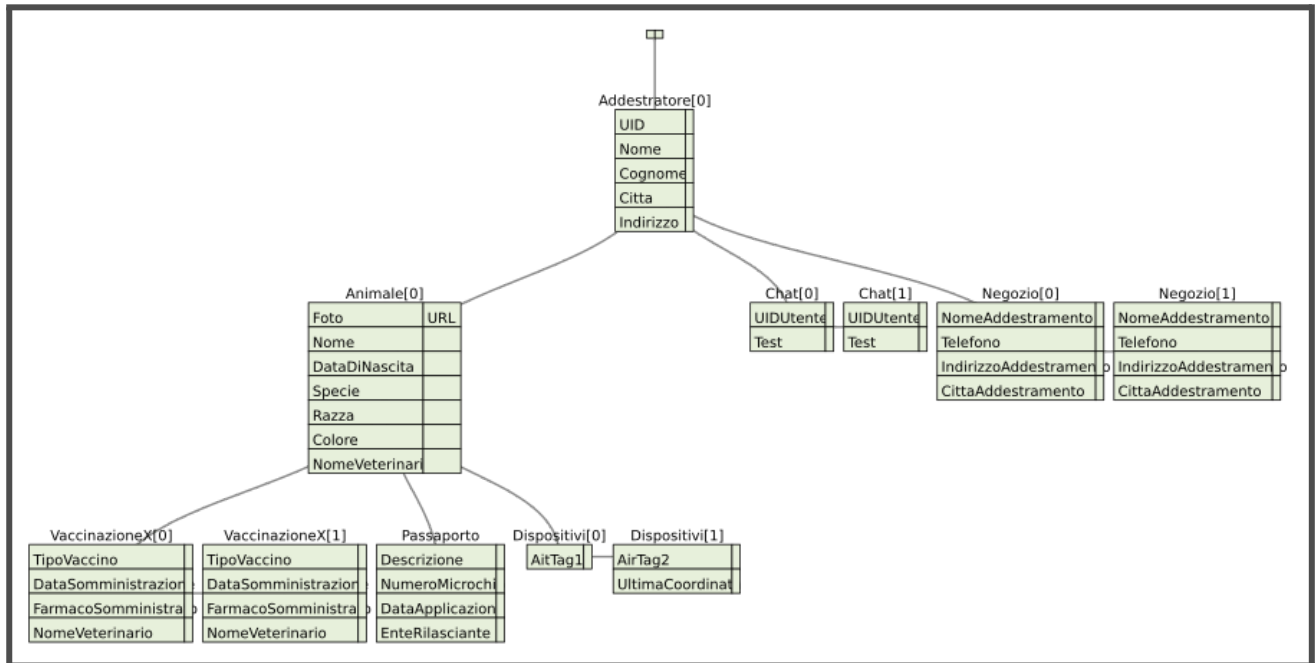 Addestratore[0]
UID
Nome
Cognome
Citta
Indirizzo
Animale[0]
Foto URL
Nome
DataDiNascita
Specie
Razza
Colore
NomeVeterinari
Chat[0]
UIDUtente
Test
Chat[1]
UIDUtente
Test
Negozio[0]
NomeAddestramento
Telefono
IndirizzoAddestramento
CittaAddestramento
Negozio[1]
NomeAddestramento
Telefono
IndirizzoAddestramento
CittaAddestramento
VaccinazioneX[0]
TipoVaccino
DataSomministrazion
FarmacoSomministrato
NomeVeterinario
VaccinazioneX[1]
TipoVaccino
DataSomministrazion
FarmacoSomministrato
NomeVeterinario
Passaporto
Descrizione
NumeroMicrochi
DataApplicazion
EnteRilasciante
Dispositivi[0]
AitTag1
Dispositivi[1]
AirTag2
UltimaCoordinat